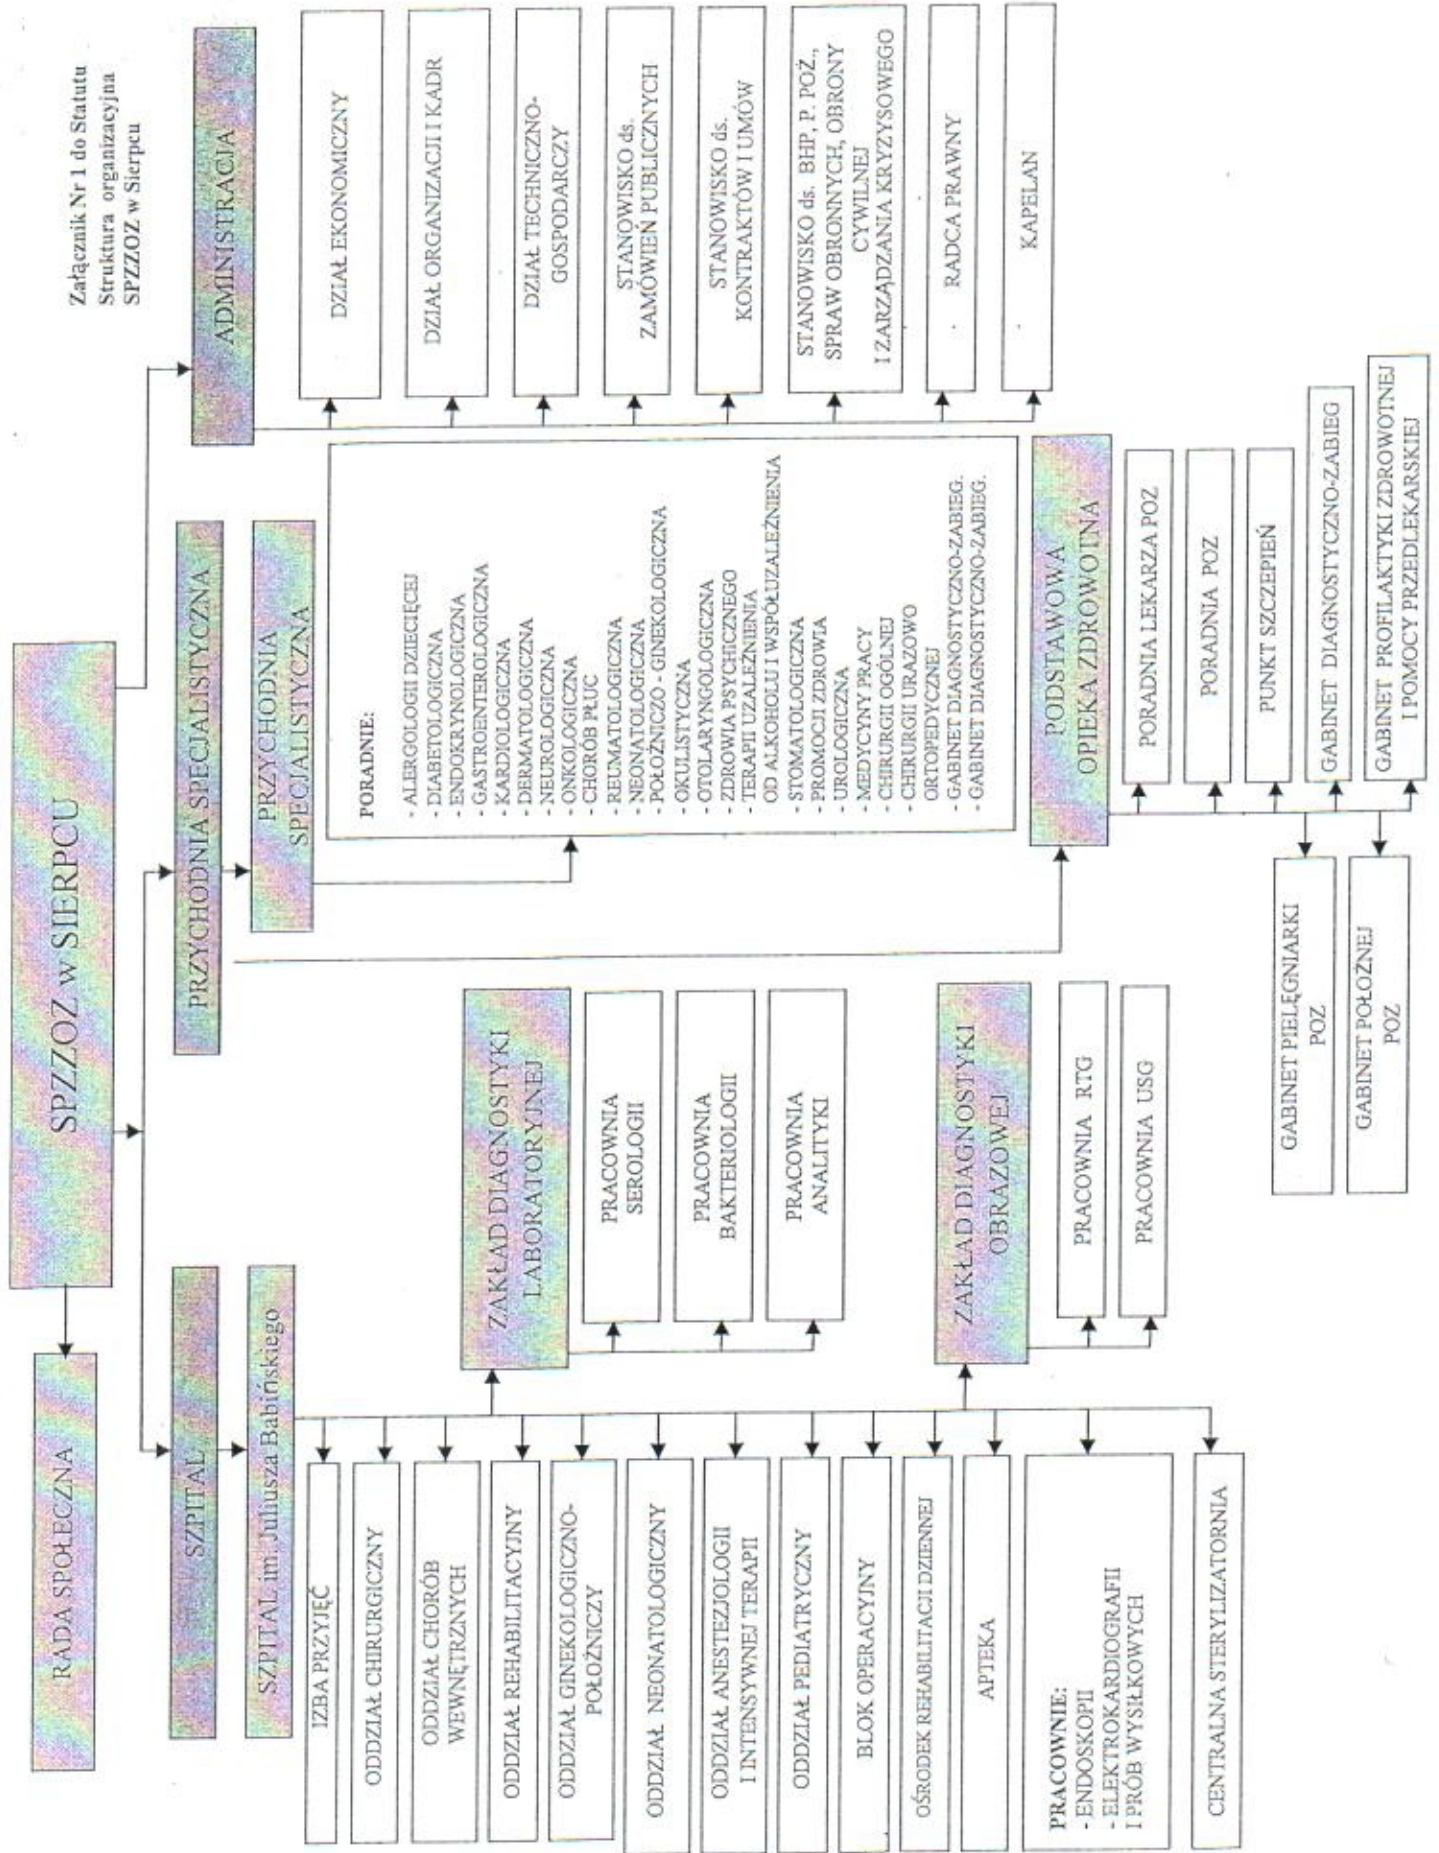 Załącznik Nr 1 do Statutu
Struktura organizacyjna
SPZZOZ w Sierpcu
SPZZOZ w SIERPCU
RADA SPOŁECZNA
SZPITAL
SZPITAL im. Juliusza Babińskiego
IZBA PRZYJĘĆ
ODDZIAŁ CHIRURGICZNY
ODDZIAŁ CHORÓB
WEWNĘTRZNYCH
ODDZIAŁ REHABILITACYJNY
ODDZIAŁ GINEKOLOGICZNO-
POŁOŻNICZY
ODDZIAŁ NEONATOLOGICZNY
ODDZIAŁ ANESTEZJOLOGII
I INTENSYWNEJ TERAPII
ODDZIAŁ PEDIATRYCZNY
BLOK OPERACYJNY
OŚRODEK REHABILITACJI DZIENNEJ
APTEKA
PRACOWNIE:
- ENDOSKOPII
- ELEKTROKARDIOGRAFII
I PRÓB WYSIŁKOWYCH
CENTRALNA STERYLIZATORNIA
ZAKŁAD DIAGNOSTYKI
LABORATORYJNEJ
PRACOWNIA
SEROLOGII
PRACOWNIA
BAKTERIOLOGII
PRACOWNIA
ANALITYKI
ZAKŁAD DIAGNOSTYKI
OBRAZOWEJ
PRACOWNIA RTG
PRACOWNIA USG
PRZYCHODNIA SPECJALISTYCZNA
PRZYCHODNIA
SPECJALISTYCZNA
PORADNIE:
- ALERGOLOGII DZIECIĘCEJ
- DIABETOLOGICZNA
- ENDOKRYNOLOGICZNA
- GASTROENTEROLOGICZNA
- KARDIOLOGICZNA
- DERMATOLOGICZNA
- NEUROLOGICZNA
- ONKOLOGICZNA
- CHORÓB PŁUC
- REUMATOLOGICZNA
- NEONATOLOGICZNA
- POŁOŻNICZO - GINEKOLOGICZNA
- OKULISTYCZNA
- OTOLARYNGOLOGICZNA
- ZDROWIA PSYCHICZNEGO
- TERAPII UZALEŻNIENIA
OD ALKOHOLU I WSPÓŁUZALEŻNIENIA
- STOMATOLOGICZNA
- PROMOCJI ZDROWIA
- UROLOGICZNA
- MEDYCYNY PRACY
- CHIRURGII OGÓLNEJ
- CHIRURGII URAZOWO
ORTOPEDYCZNEJ
- GABINET DIAGNOSTYCZNO-ZABIEG.
- GABINET DIAGNOSTYCZNO-ZABIEG.
PODSTAWOWA
OPIEKA ZDROWOTNA
PORADNIA LEKARZA POZ
PORADNIA POZ
PUNKT SZCZEPIEŃ
GABINET DIAGNOSTYCZNO-ZABIEG
GABINET PROFILAKTYKI ZDROWOTNEJ
I POMOCY PRZEDLEKARSKIEJ
GABINET PIELĘGNIARKI
POZ
GABINET POŁOŻNEJ
POZ
ADMINISTRACJA
DZIAŁ EKONOMICZNY
DZIAŁ ORGANIZACJI I KADR
DZIAŁ TECHNICZNO-
GOSPODARCZY
STANOWISKO ds.
ZAMÓWIEŃ PUBLICZNYCH
STANOWISKO ds.
KONTRAKTÓW I UMÓW
STANOWISKO ds. BHP, P. POŻ.,
SPRAW OBRONNYCH, OBRONY
CYWILNEJ
I ZARZĄDZANIA KRYZYSOWEGO
RADCA PRAWNY
KAPELAN